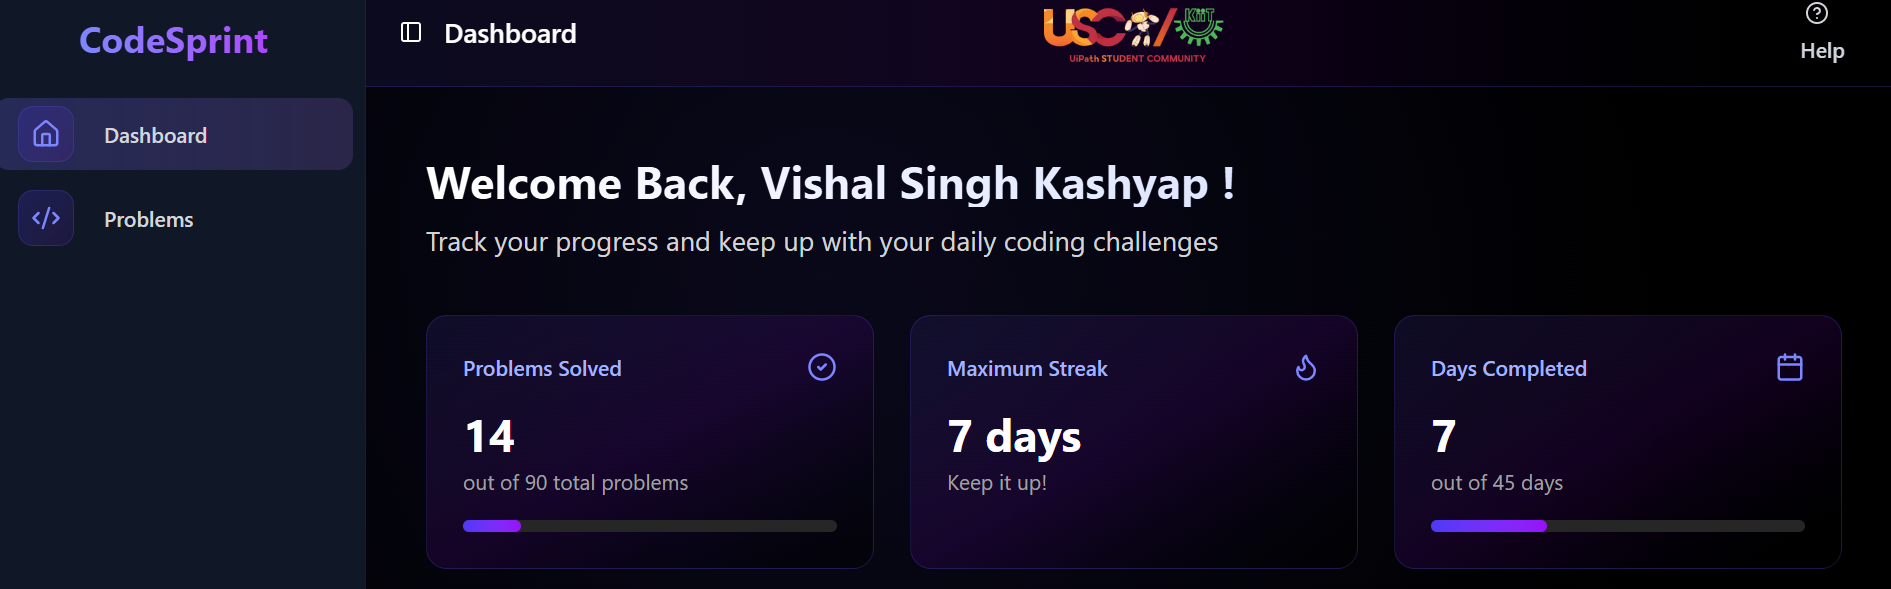 CodeSprint
Dashboard
Problems
Dashboard
USC
KiiT
UiPath STUDENT COMMUNITY
Help
Welcome Back, Vishal Singh Kashyap !
Track your progress and keep up with your daily coding challenges
Problems Solved
14
out of 90 total problems
Maximum Streak
7 days
Keep it up!
Days Completed
7
out of 45 days